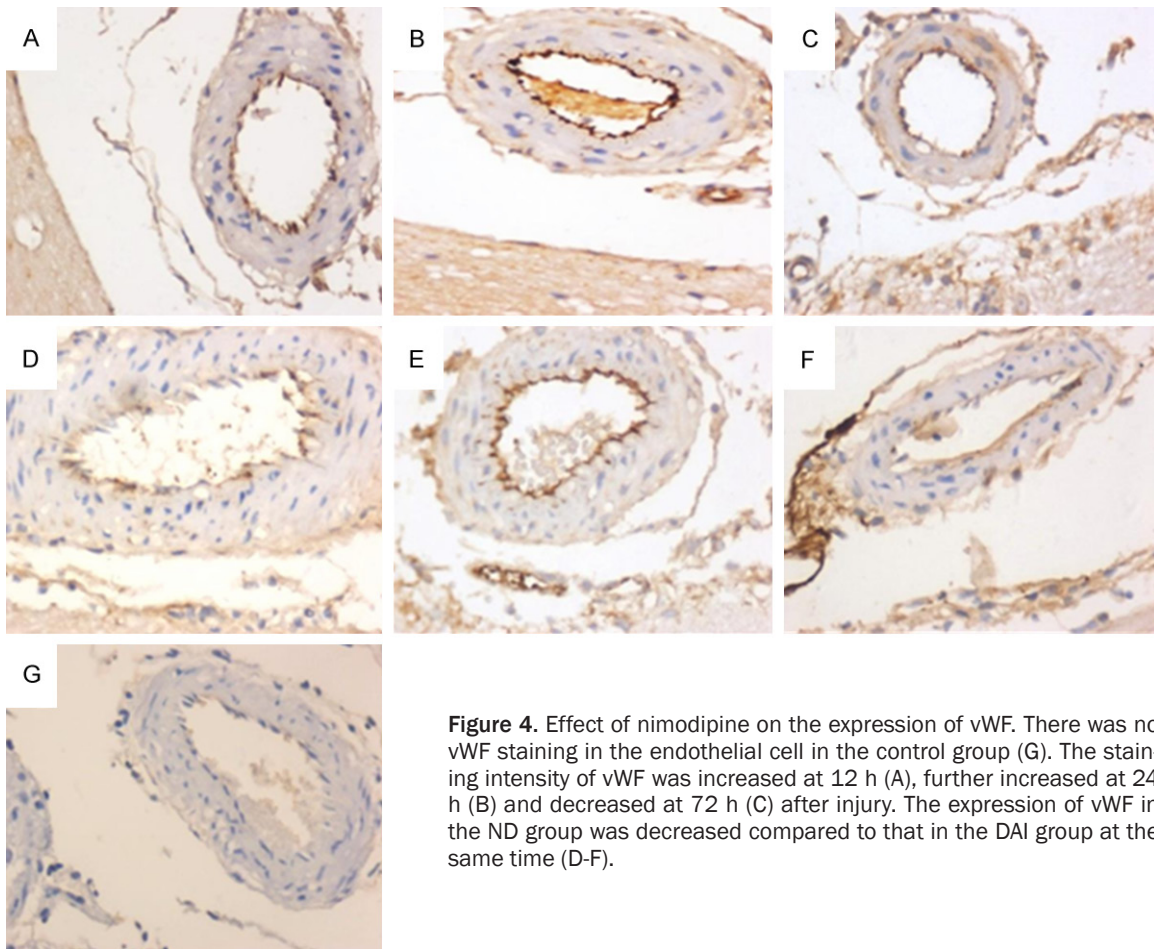 A
B
C
D
E
F
G
Figure 4. Effect of nimodipine on the expression of vWF. There was no
vWF staining in the endothelial cell in the control group (G). The stain-
ing intensity of vWF was increased at 12 h (A), further increased at 24
h (B) and decreased at 72 h (C) after injury. The expression of vWF in
the ND group was decreased compared to that in the DAI group at the
same time (D-F).